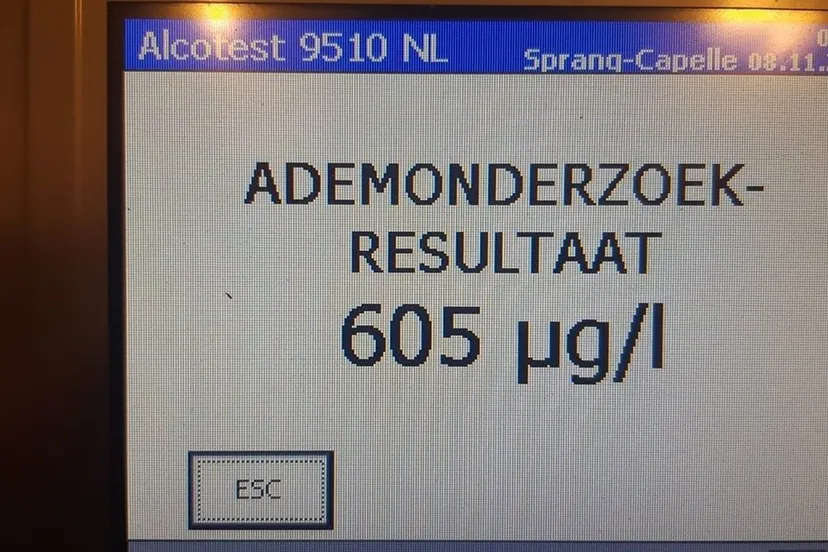 Alcotest 9510 NL
Sprang-Capelle 08.11.
ADEMONDERZOEK-
RESULTAAT
605 µg/l
ESC